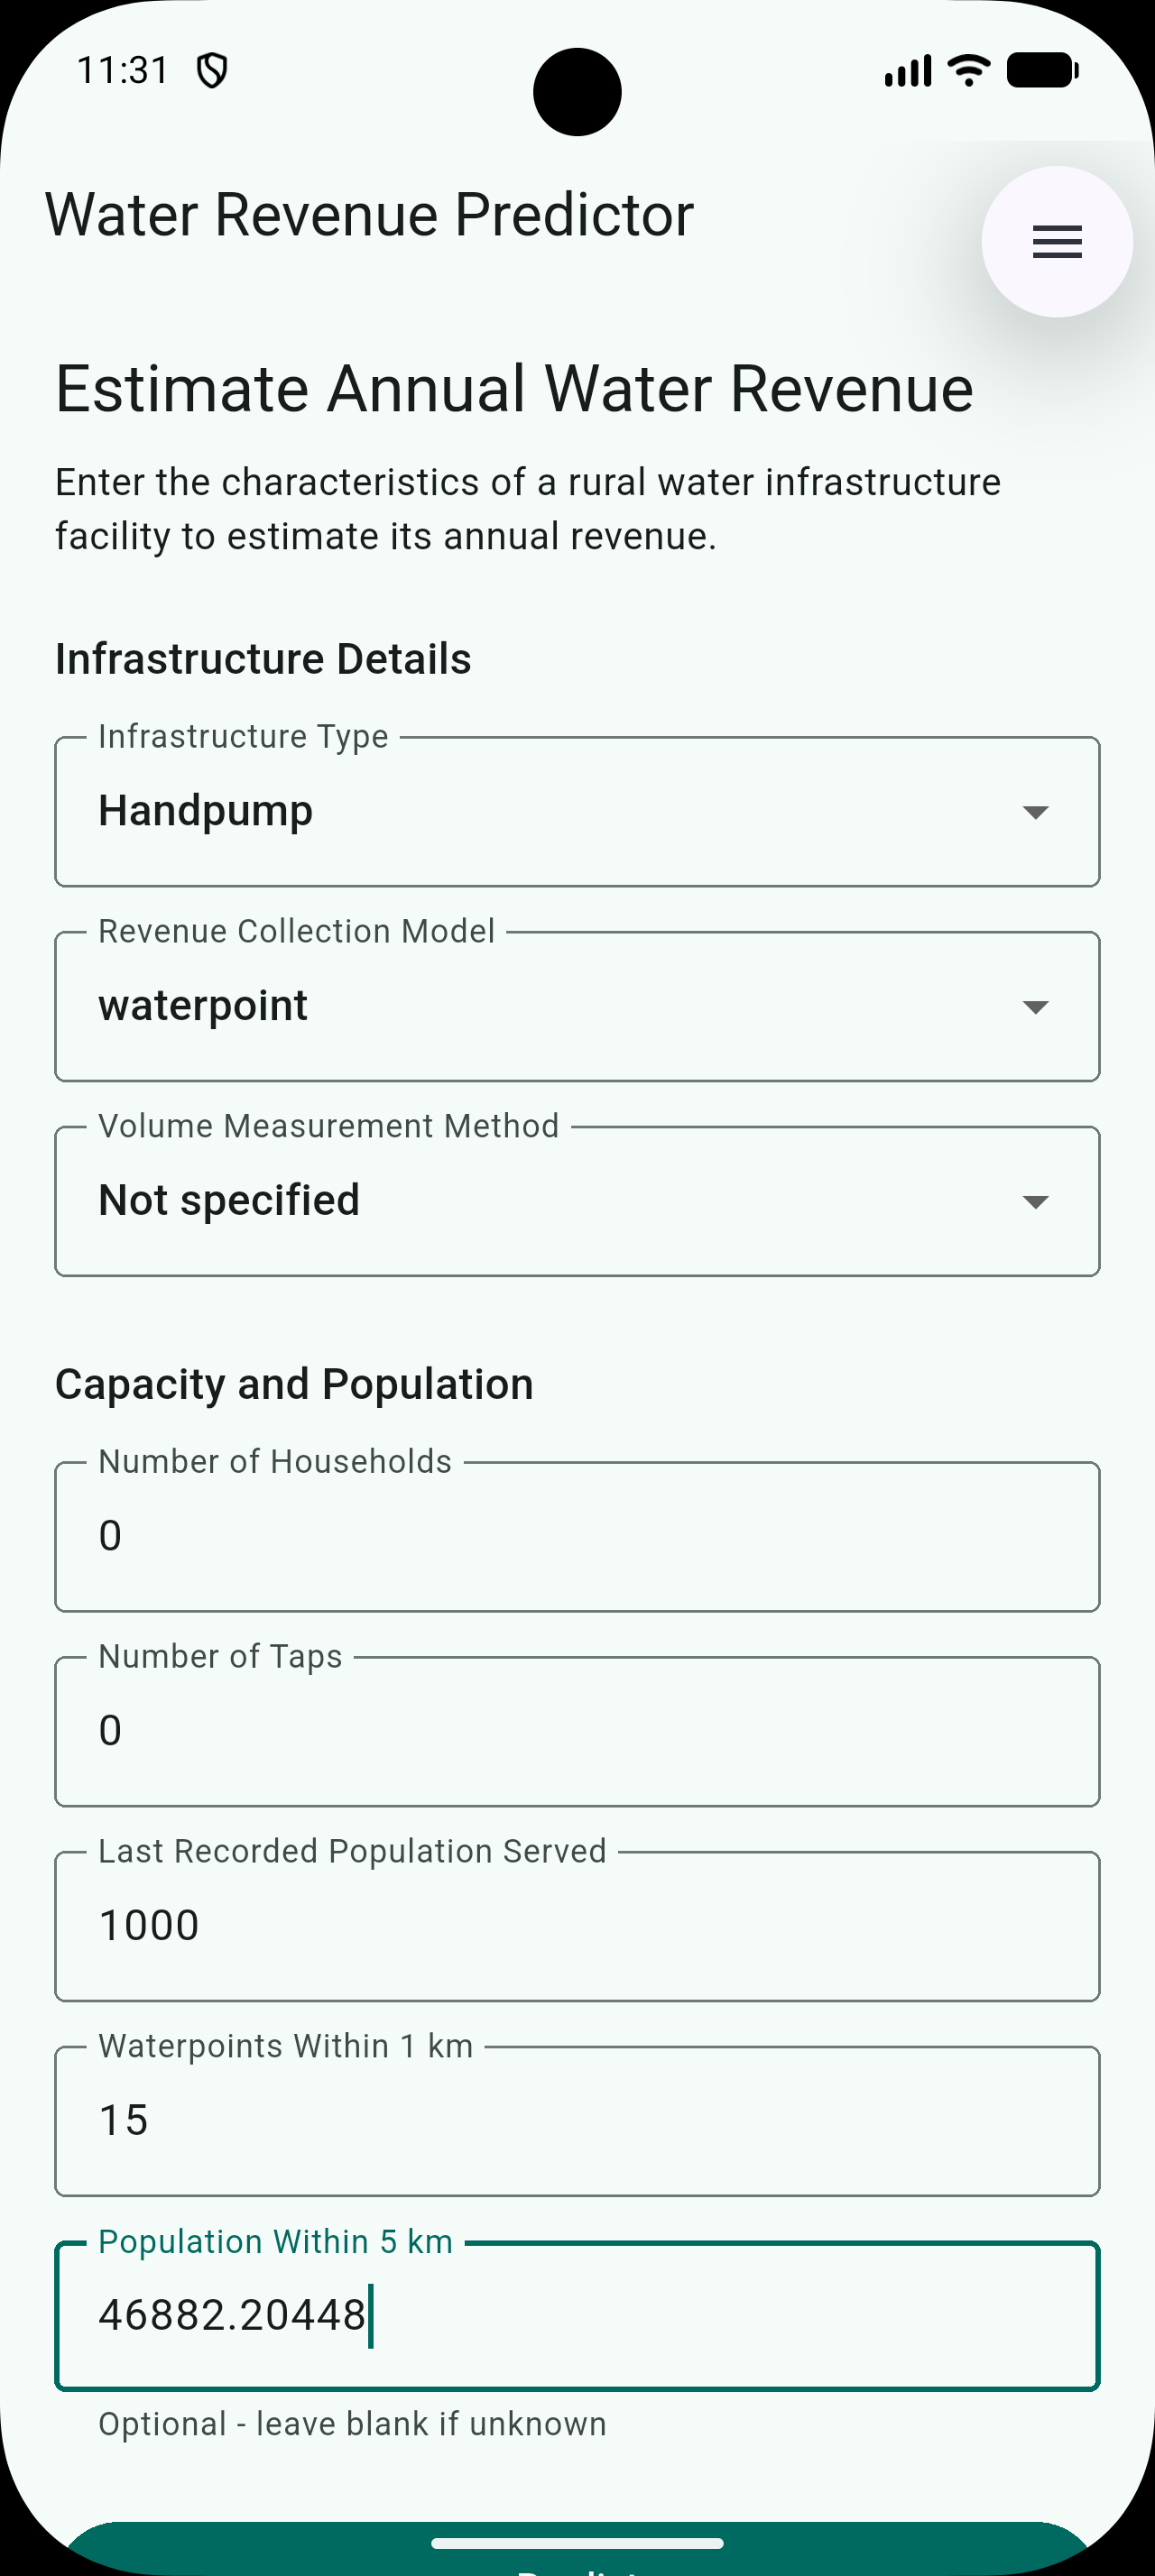 11:31
Water Revenue Predictor
Estimate Annual Water Revenue
Enter the characteristics of a rural water infrastructure
facility to estimate its annual revenue.
Infrastructure Details
Infrastructure Type
Handpump
Revenue Collection Model
waterpoint
Volume Measurement Method
Not specified
Capacity and Population
Number of Households
0
Number of Taps
0
Last Recorded Population Served
1000
Waterpoints Within 1 km
15
Population Within 5 km
46882.20448
Optional - leave blank if unknown